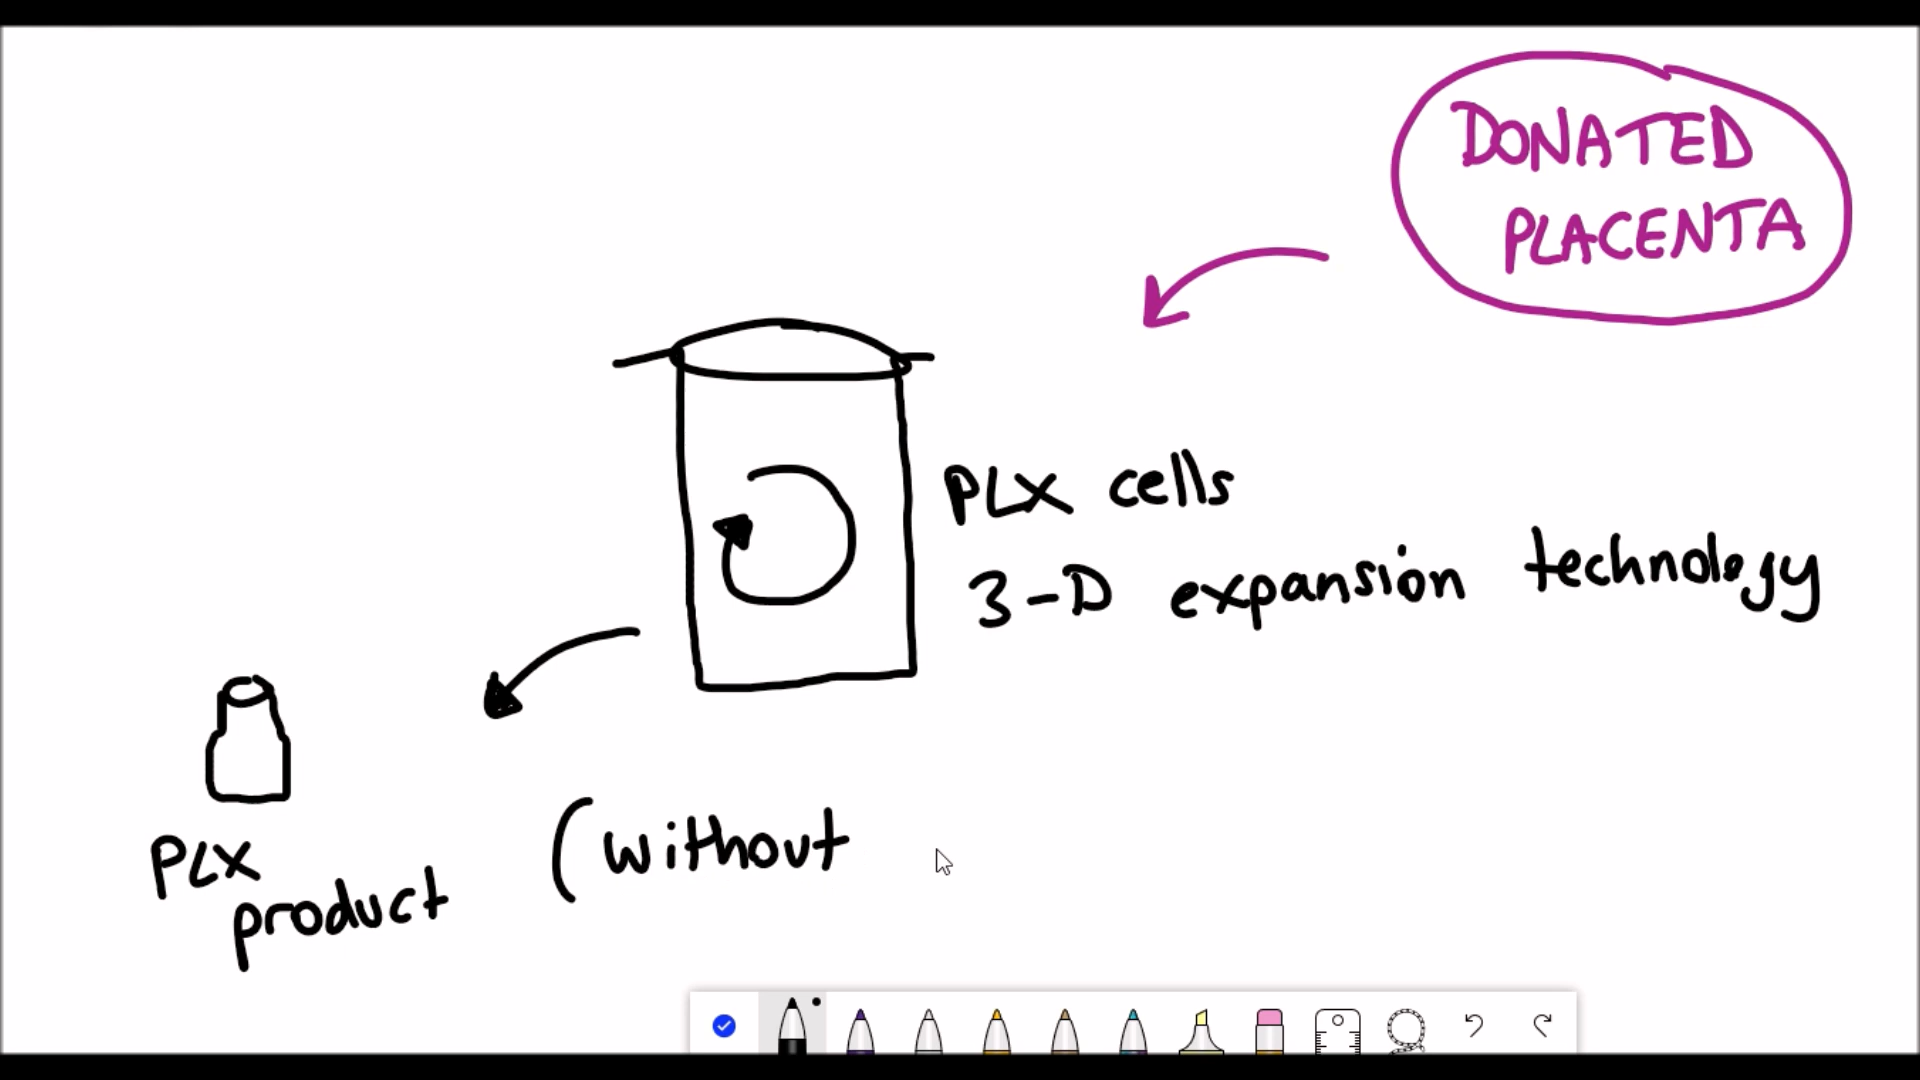 DONATED
PLACENTA
PLX cells
3-D expansion technology
PLX
product
(without